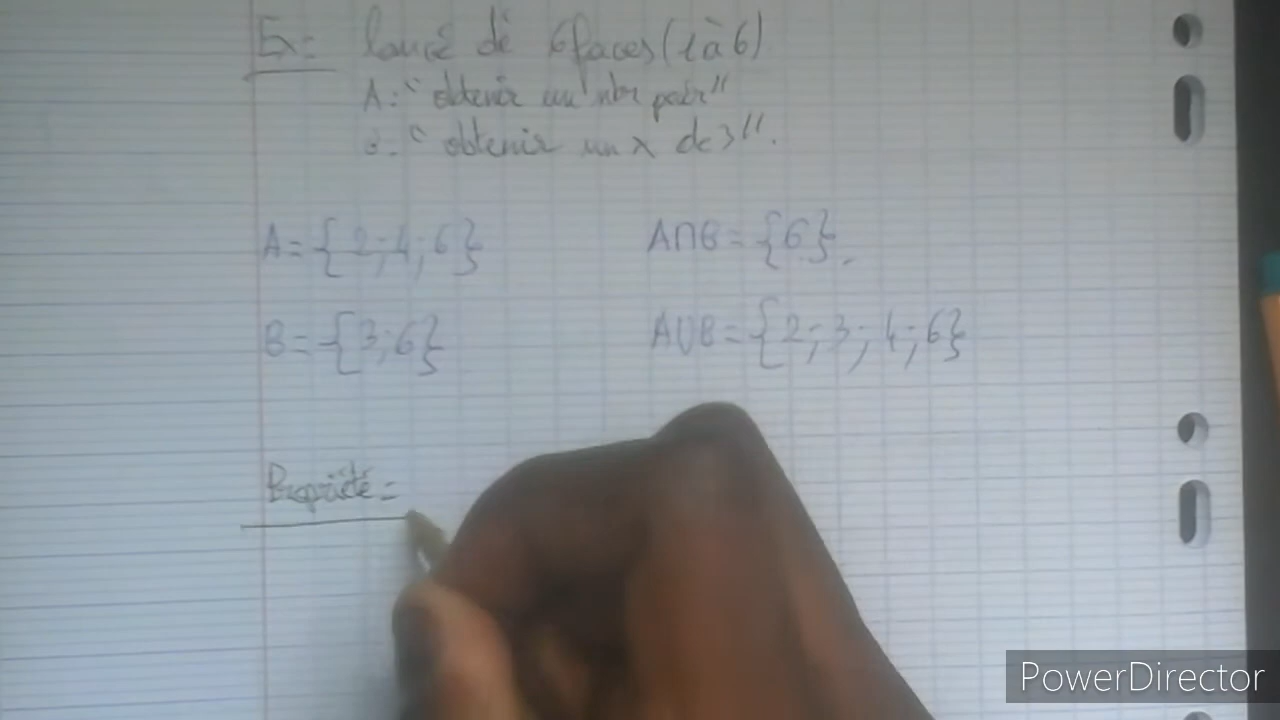 Ex= lancé dé 6 faces (1 à 6)
A: " obtenir un nbr pair"
B: " obtenir un x de 3".
A = {2;4;6}
A∩B = {6}.
B = {3;6}
A∪B = {2;3;4;6}
Propriété=
PowerDirector